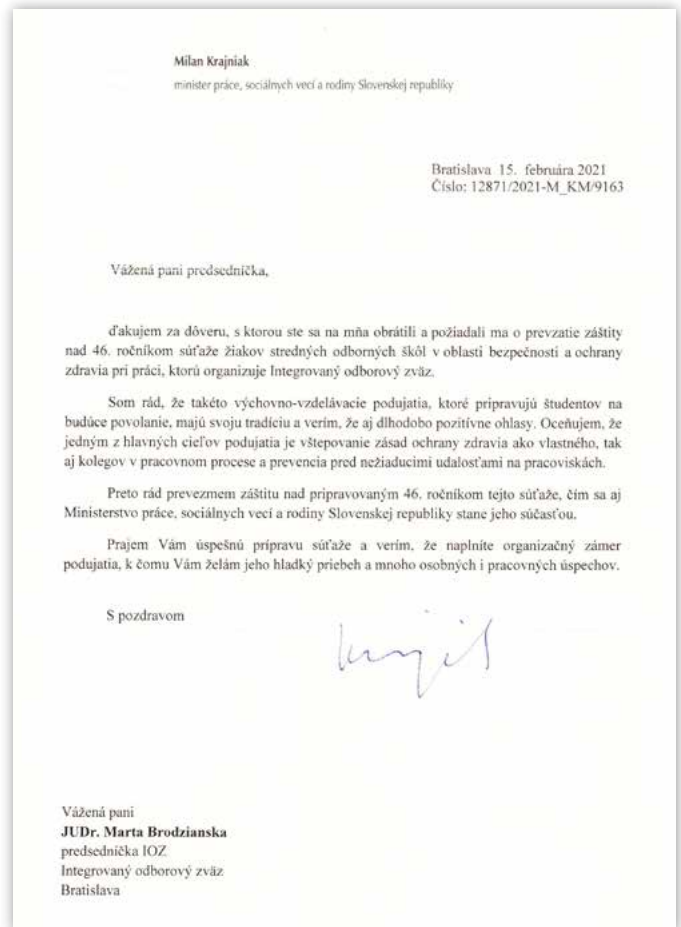 Milan Krajniak
minister práce, sociálnych vecí a rodiny Slovenskej republiky
Bratislava 15. februára 2021
Číslo: 12871/2021-M_KM/9163
Vážená pani predsedníčka,
ďakujem za dôveru, s ktorou ste sa na mňa obrátili a požiadali ma o prevzatie záštity
nad 46. ročníkom súťaže žiakov stredných odborných škôl v oblasti bezpečnosti a ochrany
zdravia pri práci, ktorú organizuje Integrovaný odborový zväz.
Som rád, že takéto výchovno-vzdelávacie podujatia, ktoré pripravujú študentov na
budúce povolanie, majú svoju tradíciu a verím, že aj dlhodobo pozitívne ohlasy. Oceňujem, že
jedným z hlavných cieľov podujatia je vštepovanie zásad ochrany zdravia ako vlastného, tak
aj kolegov v pracovnom procese a prevencia pred nežiaducimi udalosťami na pracoviskách.
Preto rád prevezmem záštitu nad pripravovaným 46. ročníkom tejto súťaže, čím sa aj
Ministerstvo práce, sociálnych vecí a rodiny Slovenskej republiky stane jeho súčasťou.
Prajem Vám úspešnú prípravu súťaže a verím, že naplníte organizačný zámer
podujatia, k čomu Vám želám jeho hladký priebeh a mnoho osobných i pracovných úspechov.
S pozdravom
Vážená pani
JUDr. Marta Brodzianska
predsedníčka IOZ
Integrovaný odborový zväz
Bratislava